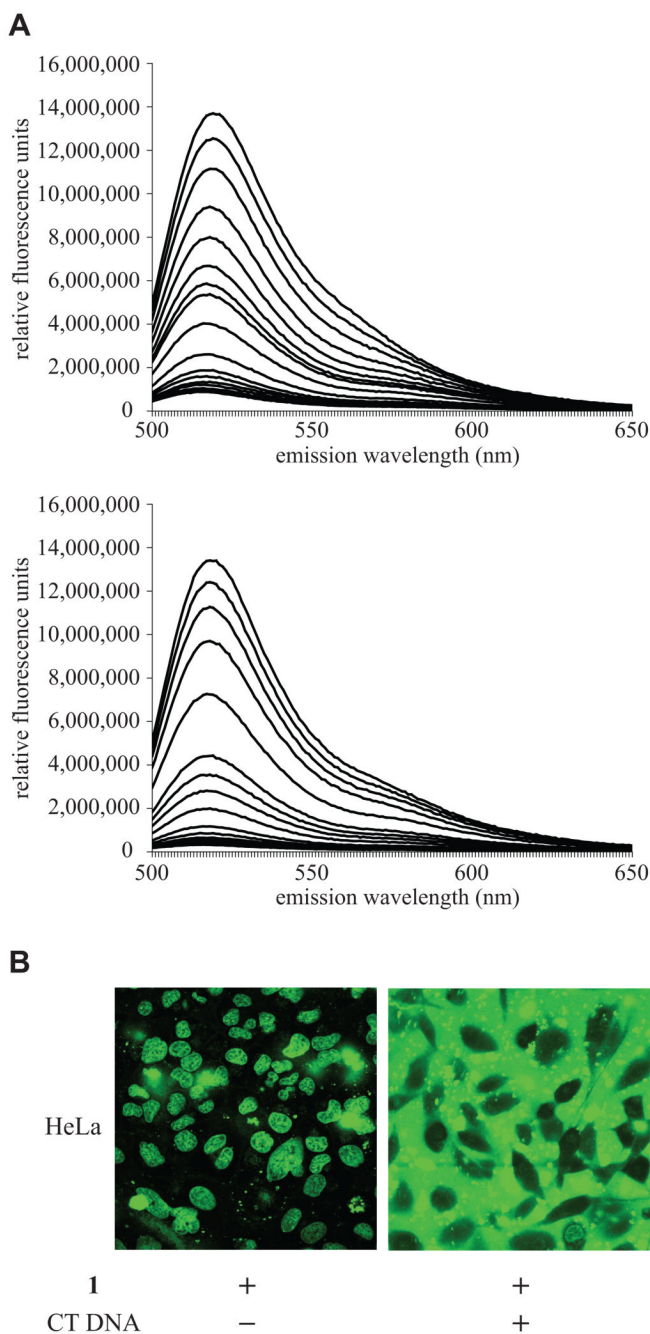 A
16,000,000
14,000,000
12,000,000
10,000,000
8,000,000
6,000,000
4,000,000
2,000,000
0
relative fluorescence units
500 550 600 650
emission wavelength (nm)
16,000,000
14,000,000
12,000,000
10,000,000
8,000,000
6,000,000
4,000,000
2,000,000
0
relative fluorescence units
500 550 600 650
emission wavelength (nm)
B
HeLa
1 + +
CT DNA − +